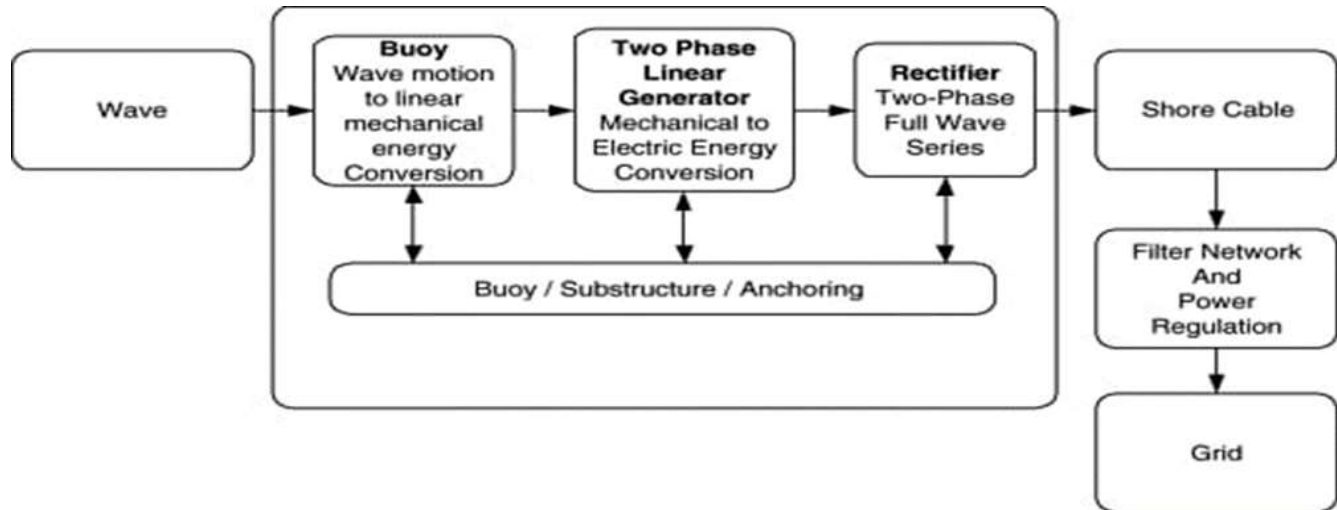 Wave
Buoy
Wave motion
to linear
mechanical
energy
Conversion
Two Phase
Linear
Generator
Mechanical to
Electric Energy
Conversion
Rectifier
Two-Phase
Full Wave
Series
Shore Cable
Buoy / Substructure / Anchoring
Filter Network
And
Power
Regulation
Grid